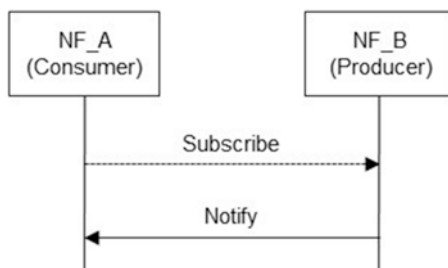 NF_A
(Consumer)
NF_B
(Producer)
Subscribe
Notify